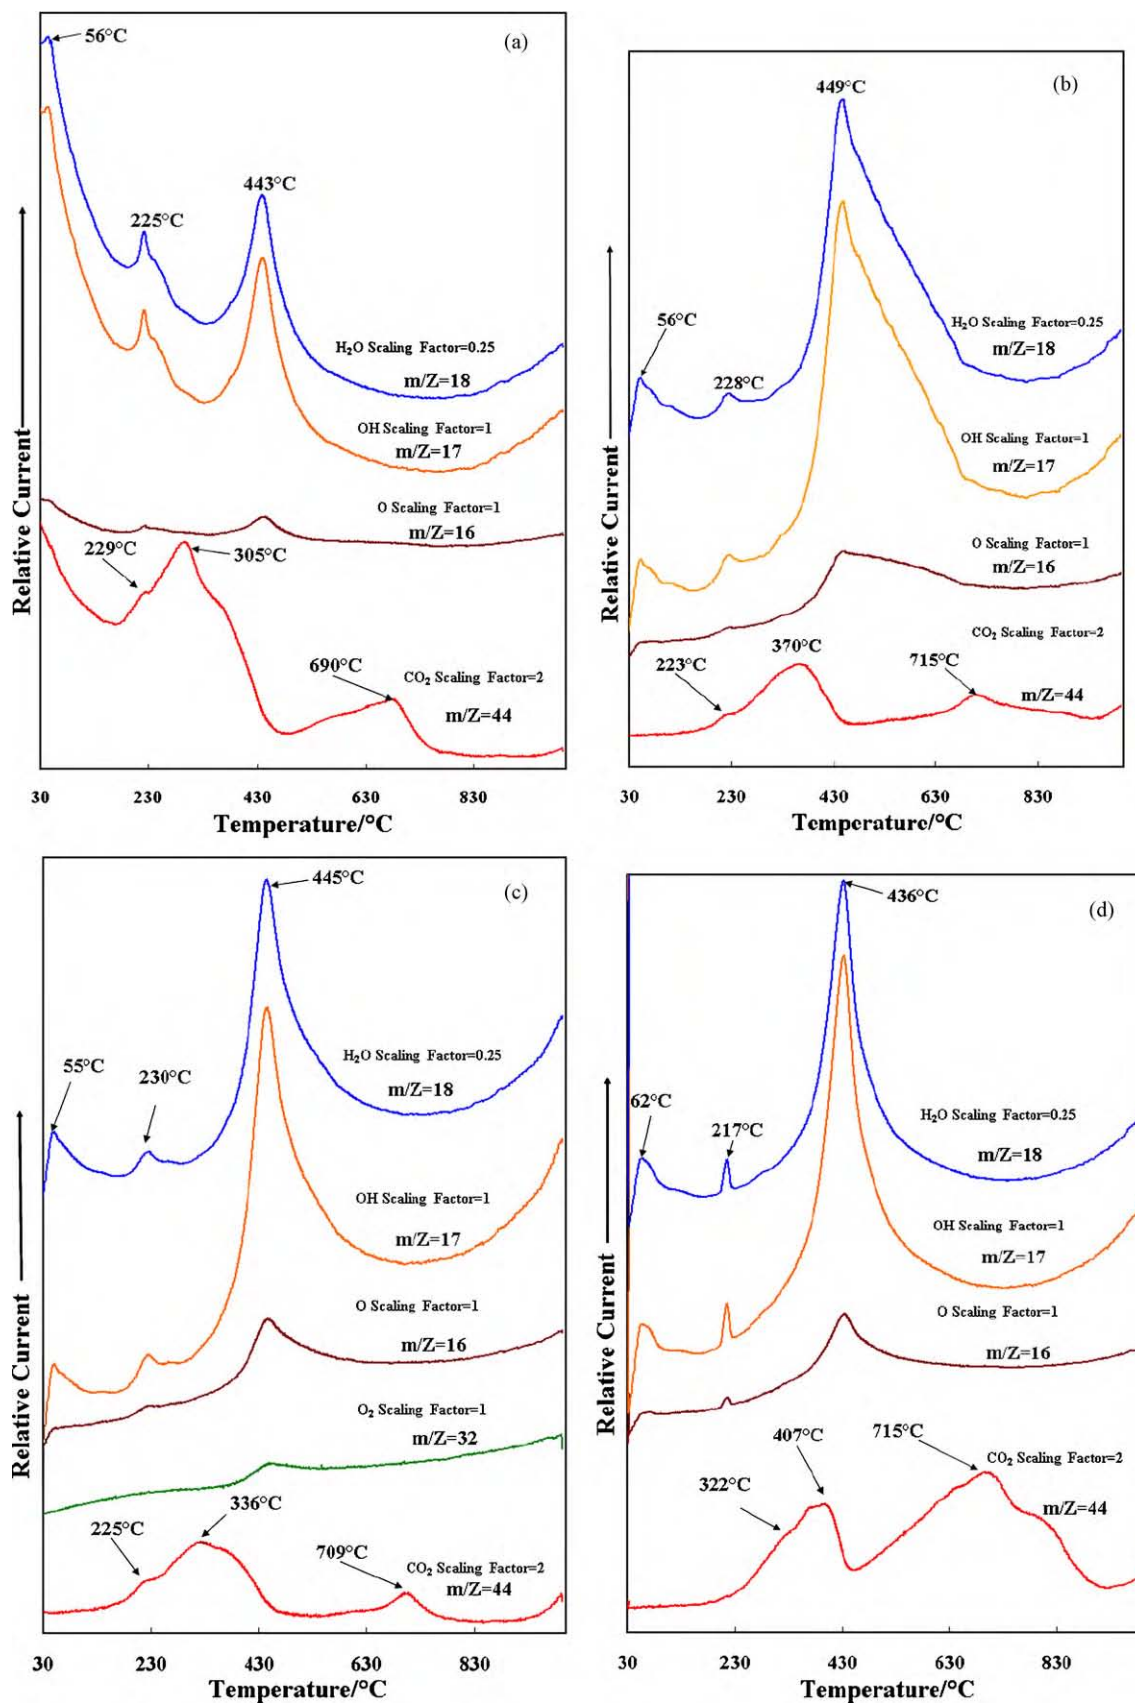 (a)
56°C
225°C
443°C
H₂O Scaling Factor=0.25
m/Z=18
OH Scaling Factor=1
m/Z=17
O Scaling Factor=1
m/Z=16
229°C
305°C
690°C
CO₂ Scaling Factor=2
m/Z=44
Relative Current
30 230 430 630 830
Temperature/°C
(b)
449°C
56°C
228°C
H₂O Scaling Factor=0.25
m/Z=18
OH Scaling Factor=1
m/Z=17
O Scaling Factor=1
m/Z=16
CO₂ Scaling Factor=2
223°C
370°C
715°C
m/Z=44
Relative Current
30 230 430 630 830
Temperature/°C
(c)
445°C
55°C
230°C
H₂O Scaling Factor=0.25
m/Z=18
OH Scaling Factor=1
m/Z=17
O Scaling Factor=1
m/Z=16
O₂ Scaling Factor=1
m/Z=32
225°C
336°C
709°C
CO₂ Scaling Factor=2
m/Z=44
Relative Current
30 230 430 630 830
Temperature/°C
(d)
436°C
62°C
217°C
H₂O Scaling Factor=0.25
m/Z=18
OH Scaling Factor=1
m/Z=17
O Scaling Factor=1
m/Z=16
322°C
407°C
715°C
CO₂ Scaling Factor=2
m/Z=44
Relative Current
30 230 430 630 830
Temperature/°C